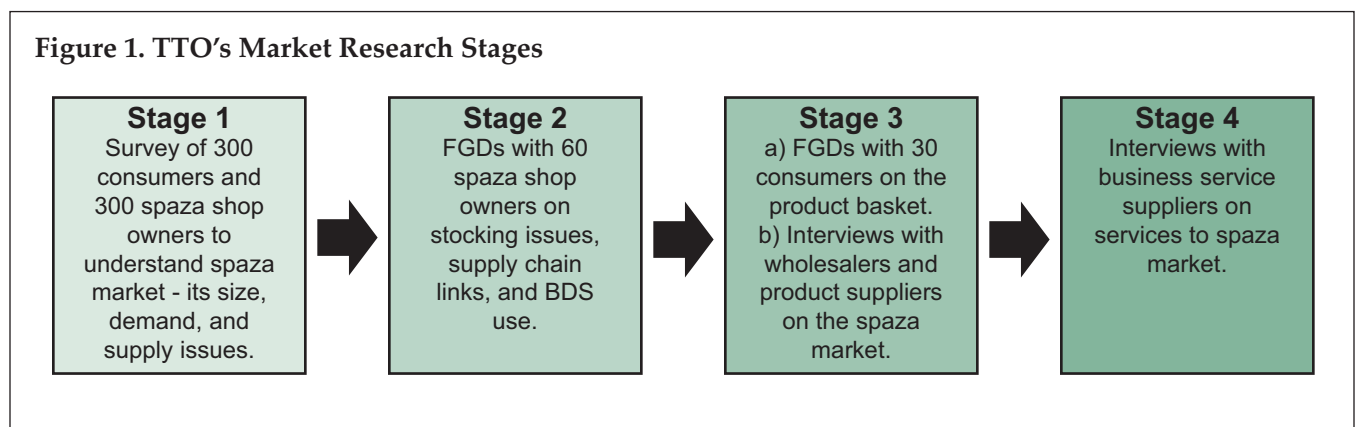 Figure 1. TTO's Market Research Stages
Stage 1
Survey of 300
consumers and
300 spaza shop
owners to
understand spaza
market - its size,
demand, and
supply issues.
Stage 2
FGDs with 60
spaza shop
owners on
stocking issues,
supply chain
links, and BDS
use.
Stage 3
a) FGDs with 30
consumers on the
product basket.
b) Interviews with
wholesalers and
product suppliers
on the spaza
market.
Stage 4
Interviews with
business service
suppliers on
services to spaza
market.